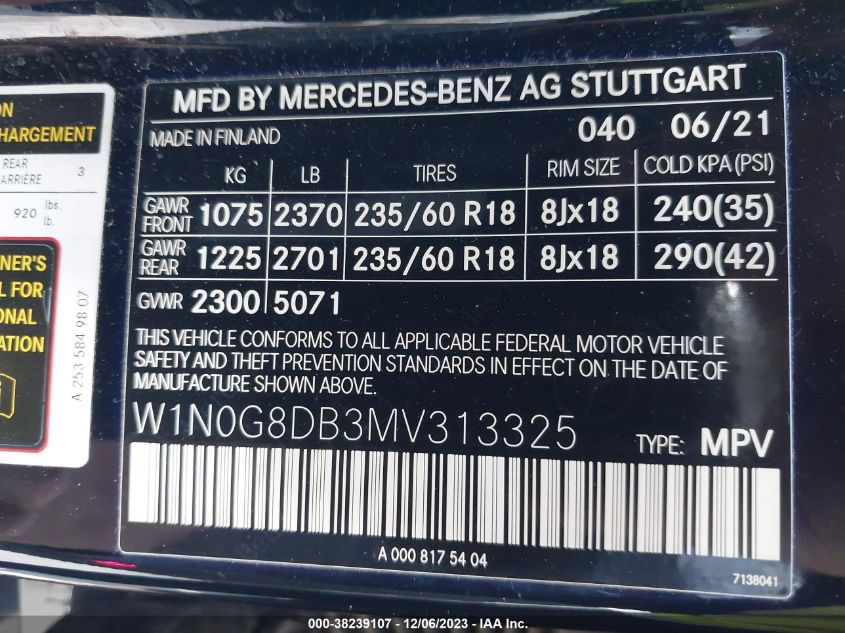 ON
HARGEMENT
REAR
ARRIÈRE
3
920 lbs.
lb.
NER'S
L FOR
ONAL
ATION
A 253 584 98 07
MFD BY MERCEDES-BENZ AG STUTTGART
MADE IN FINLAND 040 06/21
KG LB TIRES RIM SIZE COLD KPA (PSI)
GAWR FRONT 1075 2370 235/60 R18 8Jx18 240(35)
GAWR REAR 1225 2701 235/60 R18 8Jx18 290(42)
GVWR 2300 5071
THIS VEHICLE CONFORMS TO ALL APPLICABLE FEDERAL MOTOR VEHICLE
SAFETY AND THEFT PREVENTION STANDARDS IN EFFECT ON THE DATE OF
MANUFACTURE SHOWN ABOVE.
W1N0G8DB3MV313325 TYPE: MPV
A 000 817 54 04
7138041
000-38239107 - 12/06/2023 - IAA Inc.